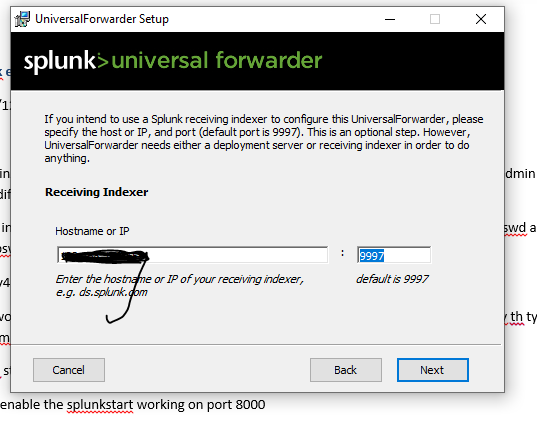 UniversalForwarder Setup
splunk>universal forwarder
If you intend to use a Splunk receiving indexer to configure this UniversalForwarder, please
specify the host or IP, and port (default port is 9997). This is an optional step. However,
UniversalForwarder needs either a deployment server or receiving indexer in order to do
anything.
dmin
Receiving Indexer
Hostname or IP
swd a
: 9997
Enter the hostname or IP of your receiving indexer,
e.g. ds.splunk.com
default is 9997
th ty
Cancel
Back
Next
enable the splunkstart working on port 8000